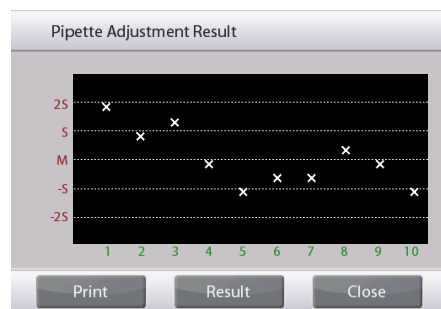 Pipette Adjustment Result
2S
S
M
-S
-2S
1 2 3 4 5 6 7 8 9 10
Print Result Close